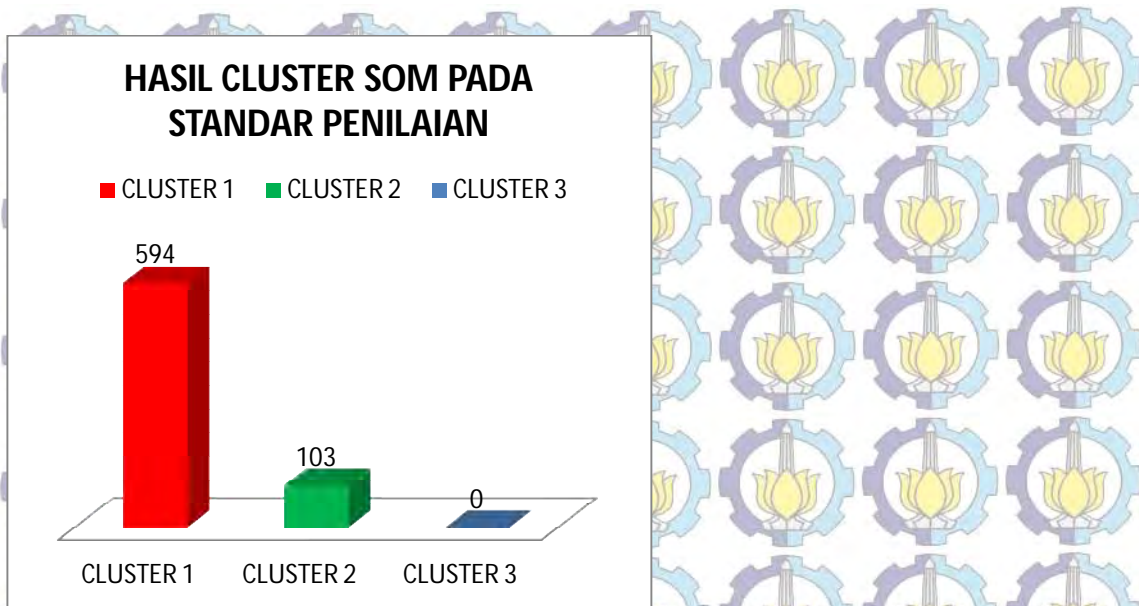 HASIL CLUSTER SOM PADA
STANDAR PENILAIAN
CLUSTER 1 CLUSTER 2 CLUSTER 3
594
103
0
CLUSTER 1 CLUSTER 2 CLUSTER 3